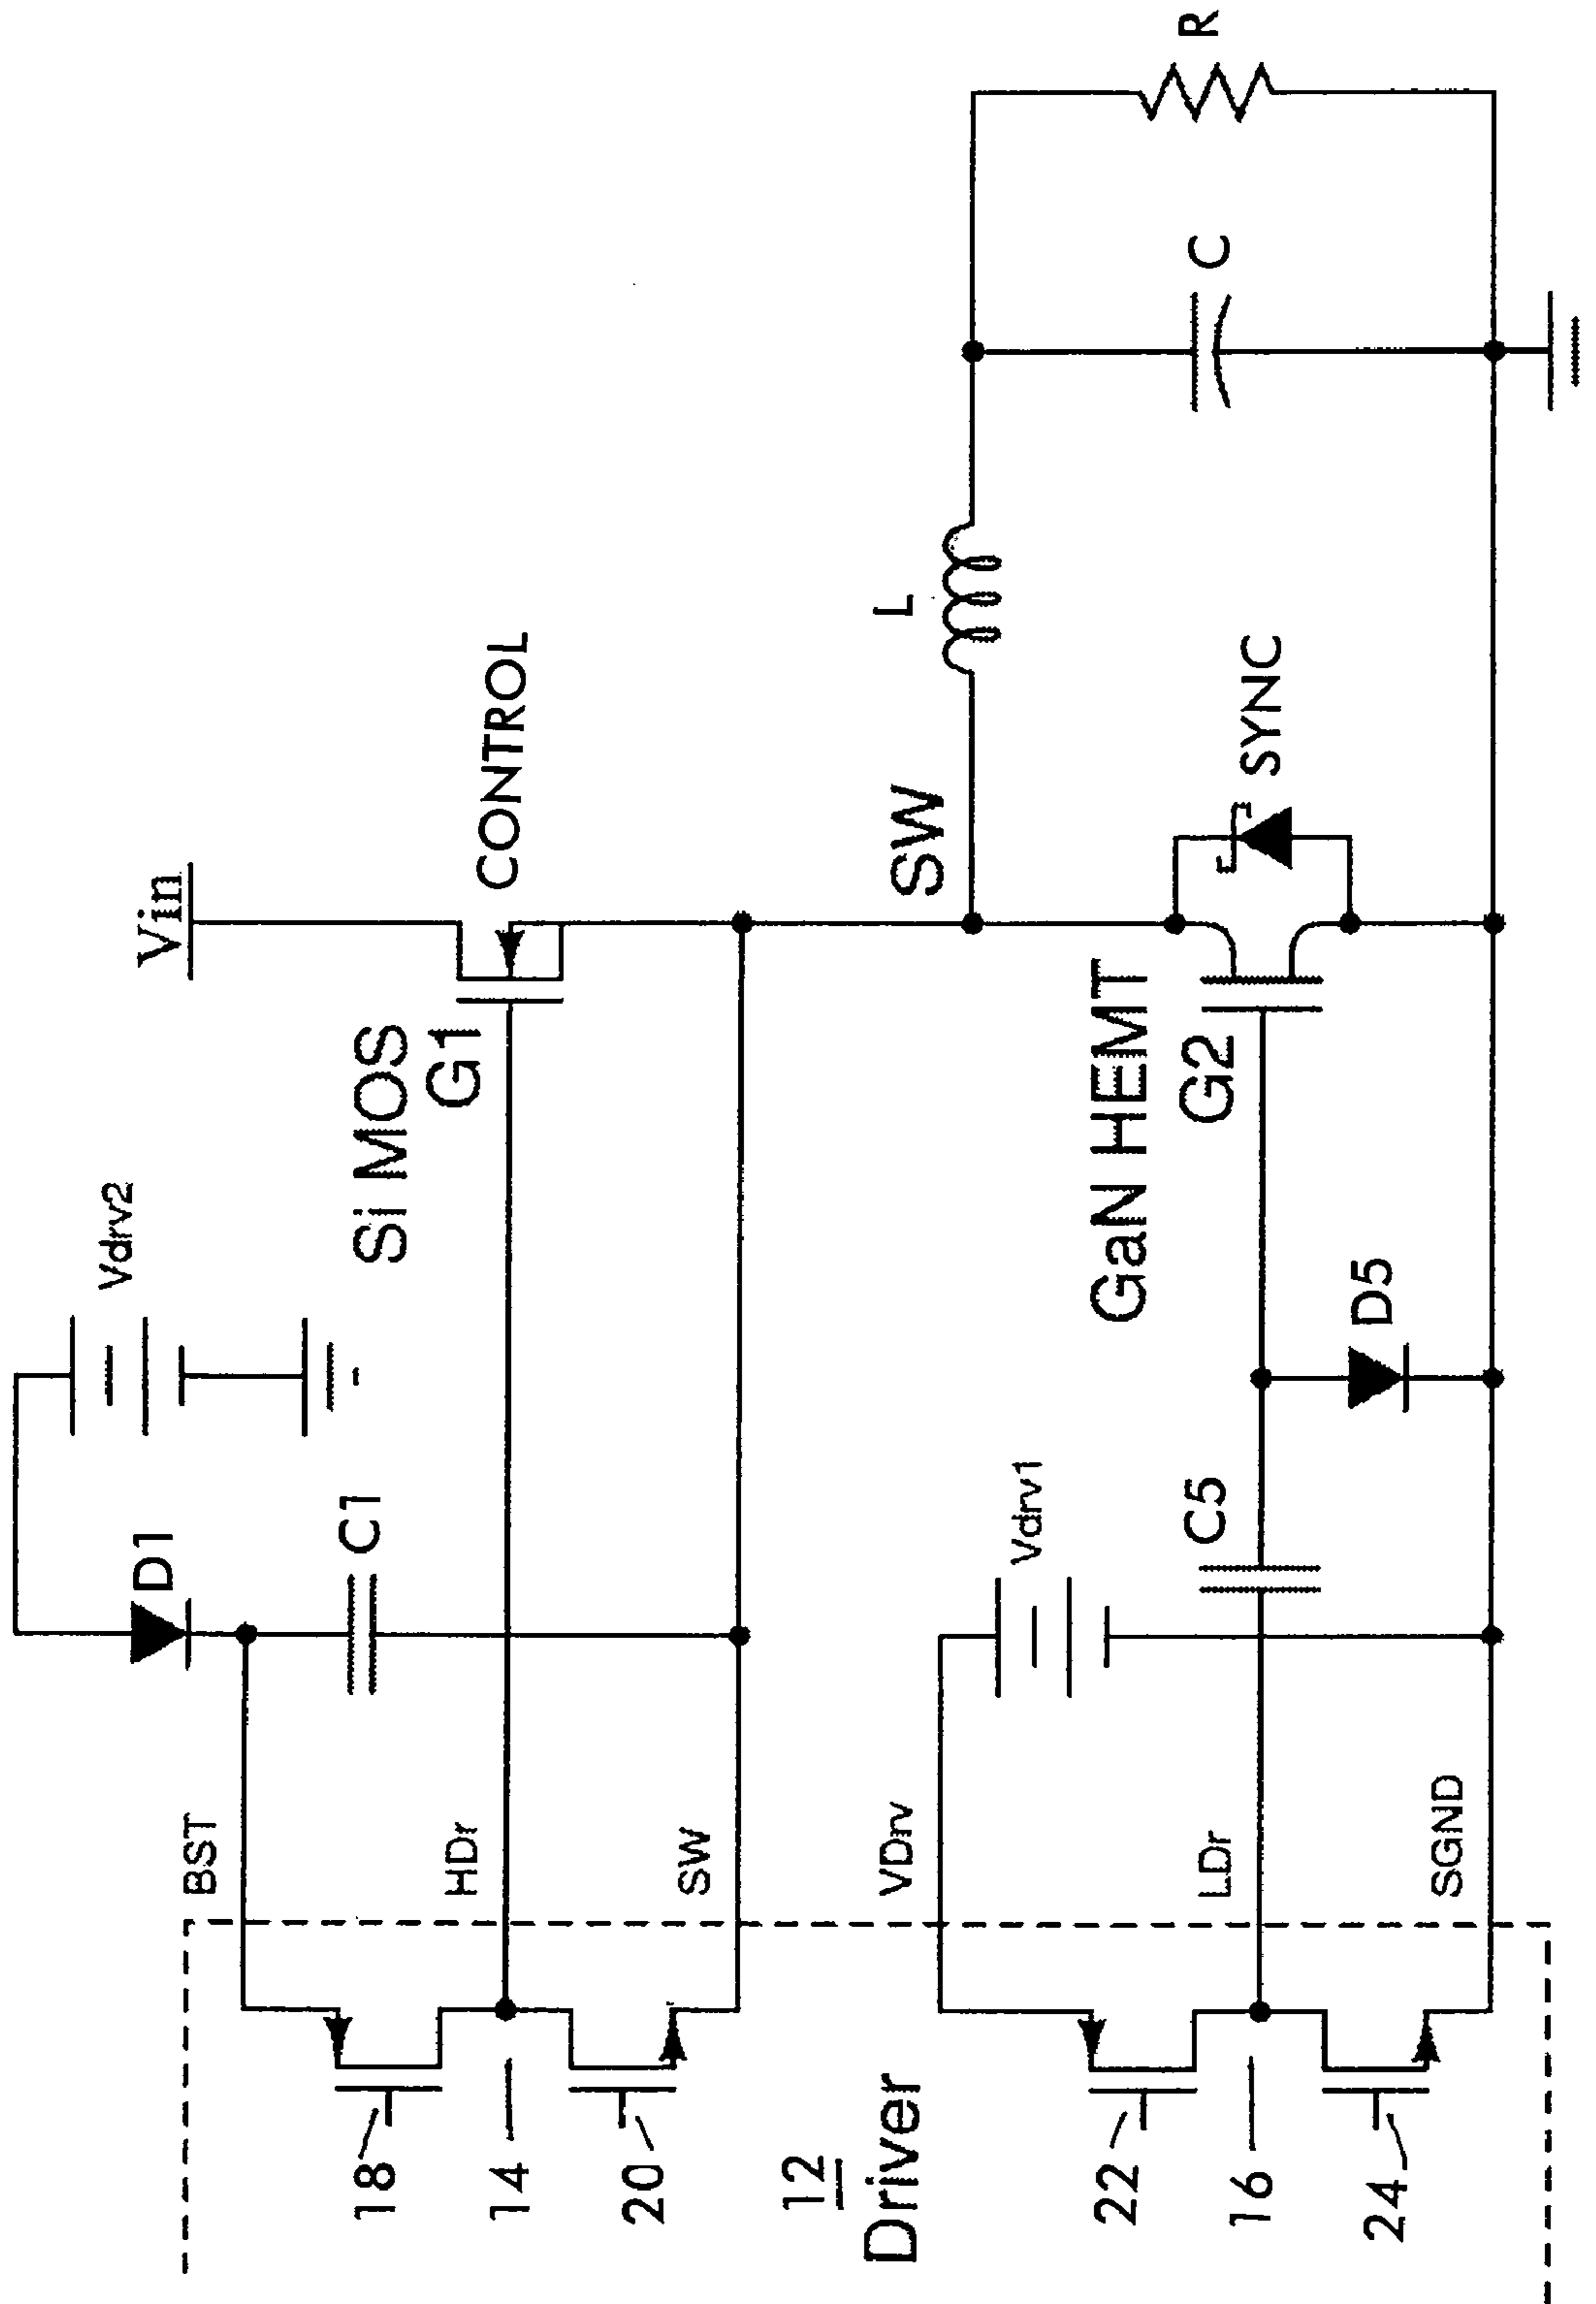 Vin
Vdrv2
D1
C1
Si MOS
G1
CONTROL
BST
HDr
SW
18
14
20
12
Driver
L
SW
C
R
SYNC
GaN HEMT
G2
D5
Vdrv1
C5
VDrv
LDr
SGND
22
16
24